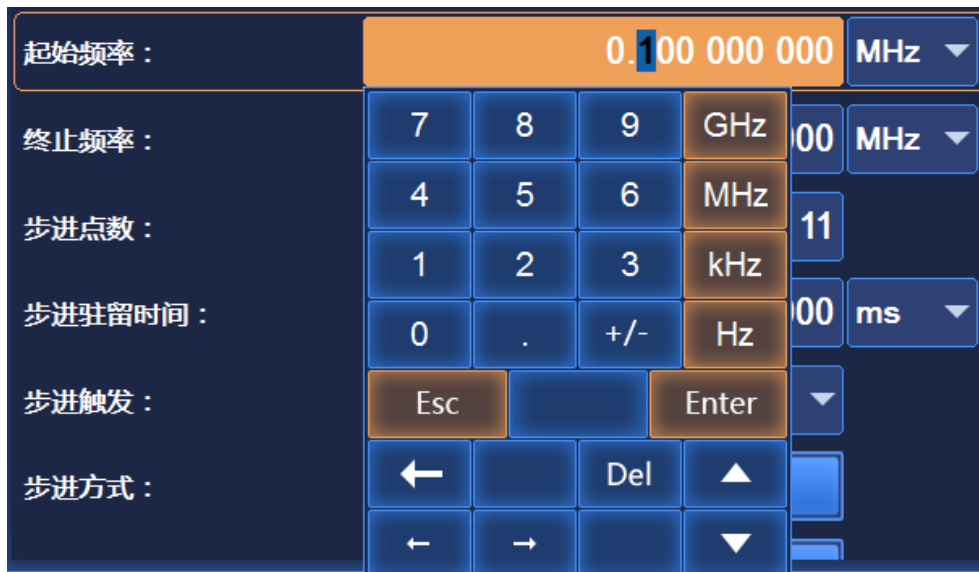 起始频率： 0.100 000 000 MHz
终止频率： 000 MHz
步进点数： 11
步进驻留时间： 000 ms
步进触发：
步进方式：
7 8 9 GHz
4 5 6 MHz
1 2 3 kHz
0 . +/- Hz
Esc Enter
← Del ▲
← → ▼